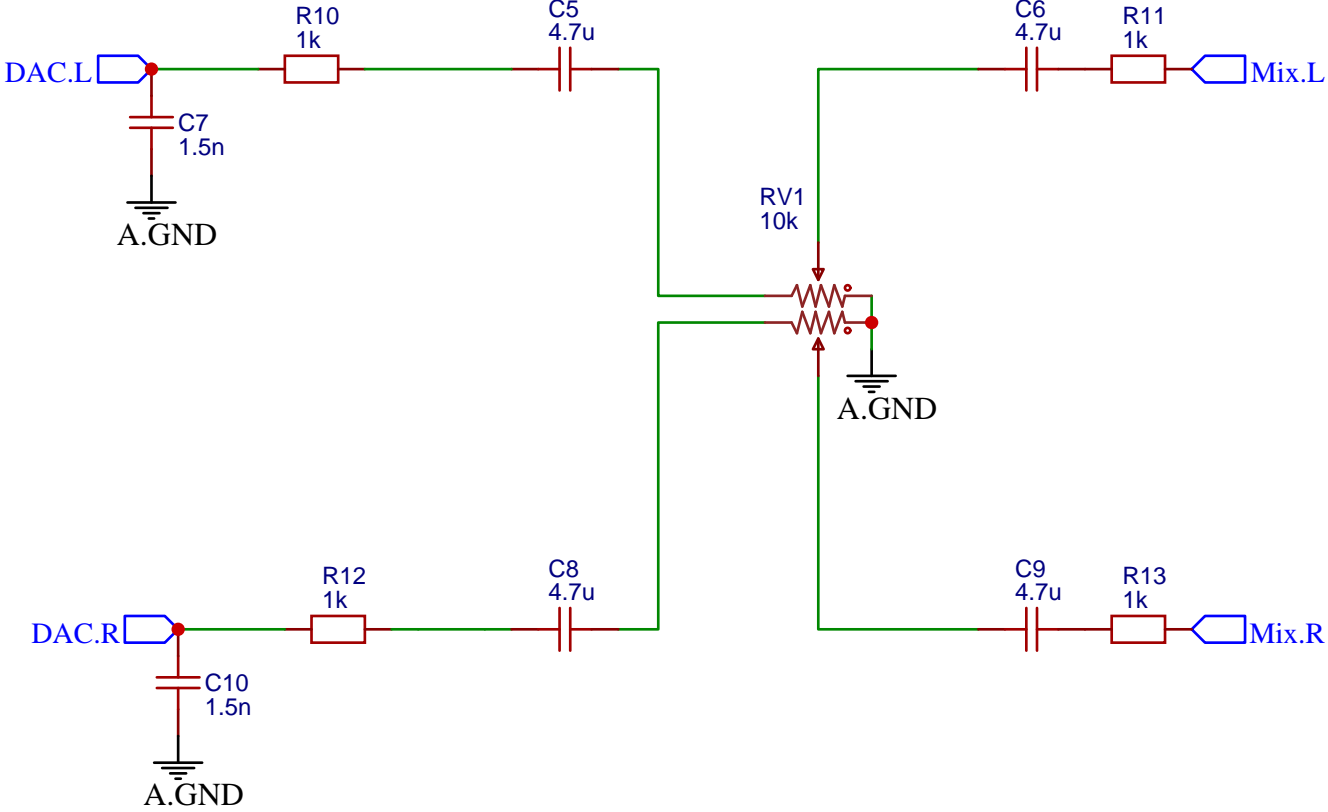 R10
1k
C5
4.7u
C6
4.7u
R11
1k
DAC.L
Mix.L
C7
1.5n
A.GND
RV1
10k
A.GND
R12
1k
C8
4.7u
C9
4.7u
R13
1k
DAC.R
Mix.R
C10
1.5n
A.GND